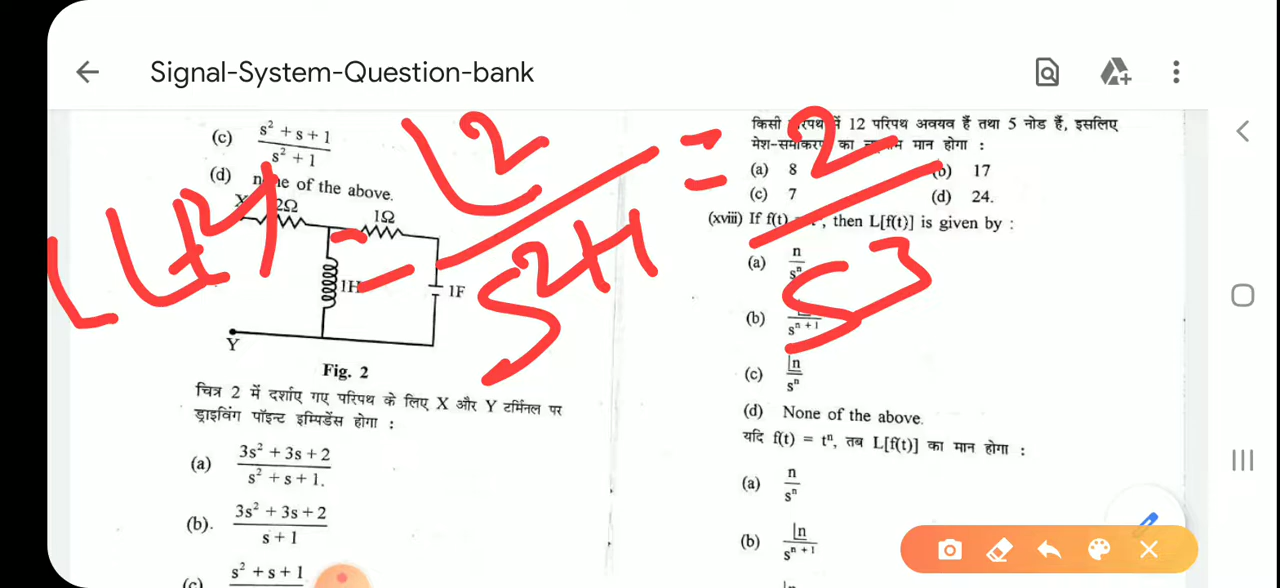 Signal-System-Question-bank
(c) s² + s + 1 / s² + 1
(d) none of the above.
X 2Ω 1Ω
1H 1F
Y
Fig. 2
चित्र 2 में दर्शाए गए परिपथ के लिए X और Y टर्मिनल पर
ड्राइविंग पॉइन्ट इम्पिडेंस होगा :
(a) 3s² + 3s + 2 / s² + s + 1.
(b). 3s² + 3s + 2 / s + 1
(c) s² + s + 1
किसी परिपथ में 12 परिपथ अवयव हैं तथा 5 नोड हैं, इसलिए
मेश-समीकरण का मान होगा :
(a) 8 (b) 17
(c) 7 (d) 24.
(xviii) If f(t) = , then L[f(t)] is given by :
(a) n / sⁿ
(b) / sⁿ⁺¹
(c) |n / sⁿ
(d) None of the above.
यदि f(t) = tⁿ, तब L[f(t)] का मान होगा :
(a) n / sⁿ
(b) |n / sⁿ⁺¹
= 2 / s3